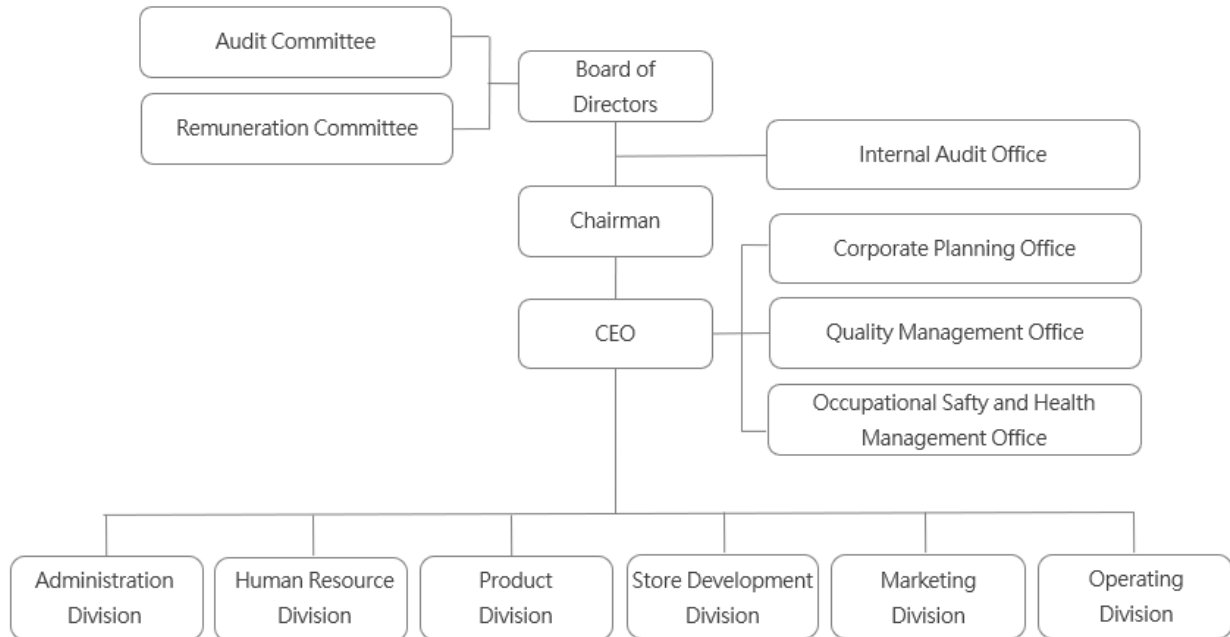 Audit Committee
Board of
Directors
Remuneration Committee
Internal Audit Office
Chairman
Corporate Planning Office
CEO
Quality Management Office
Occupational Safty and Health
Management Office
Administration
Division
Human Resource
Division
Product
Division
Store Development
Division
Marketing
Division
Operating
Division